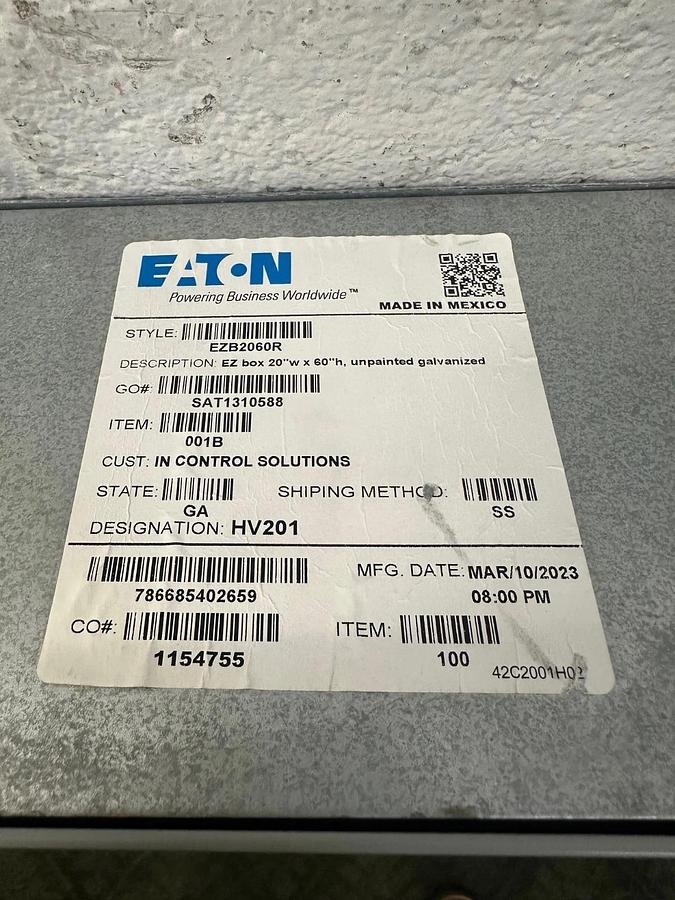 EATON
Powering Business Worldwide™
MADE IN MEXICO
STYLE:
EZB2060R
DESCRIPTION: EZ box 20"w x 60"h, unpainted galvanized
GO#:
SAT1310588
ITEM:
001B
CUST: IN CONTROL SOLUTIONS
STATE: SHIPING METHOD:
GA SS
DESIGNATION: HV201
MFG. DATE: MAR/10/2023
786685402659 08:00 PM
CO#: ITEM:
1154755 100
42C2001H02